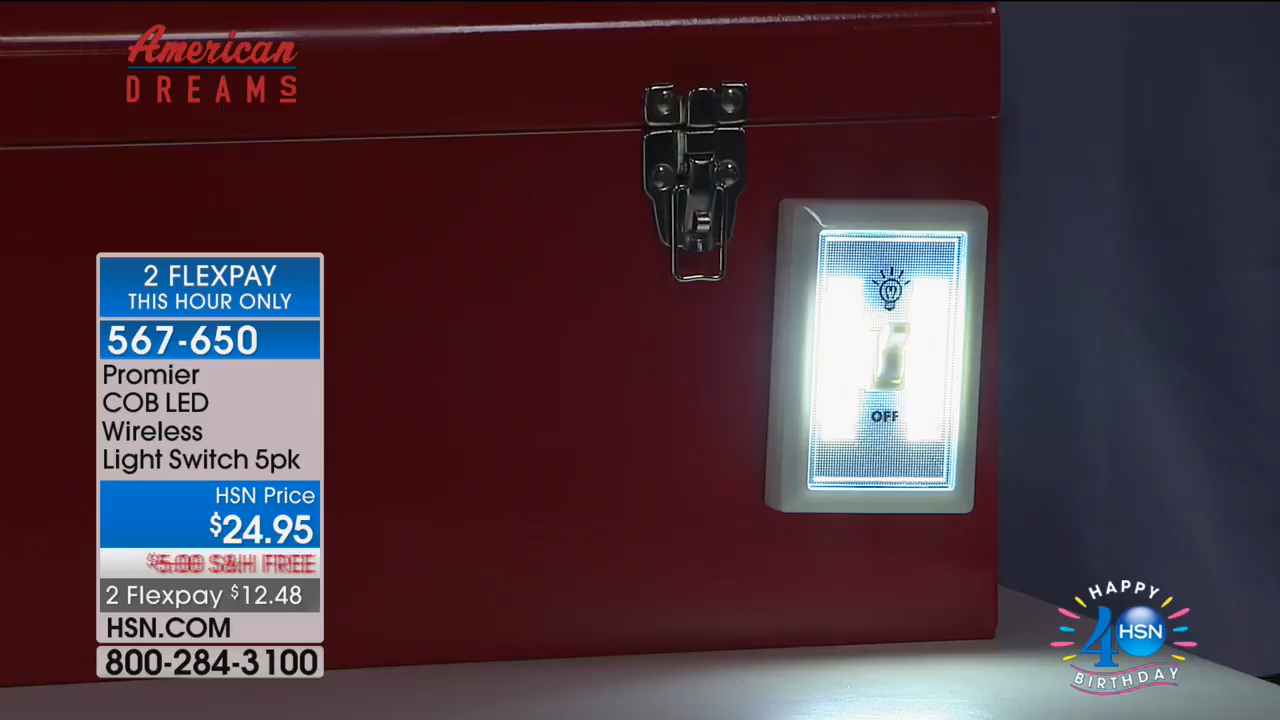 American
DREAMS
2 FLEXPAY
THIS HOUR ONLY
567-650
Promier
COB LED
Wireless
Light Switch 5pk
HSN Price
$24.95
$5.00 S&H FREE
2 Flexpay $12.48
HSN.COM
800-284-3100
OFF
HAPPY
40 HSN
BIRTHDAY